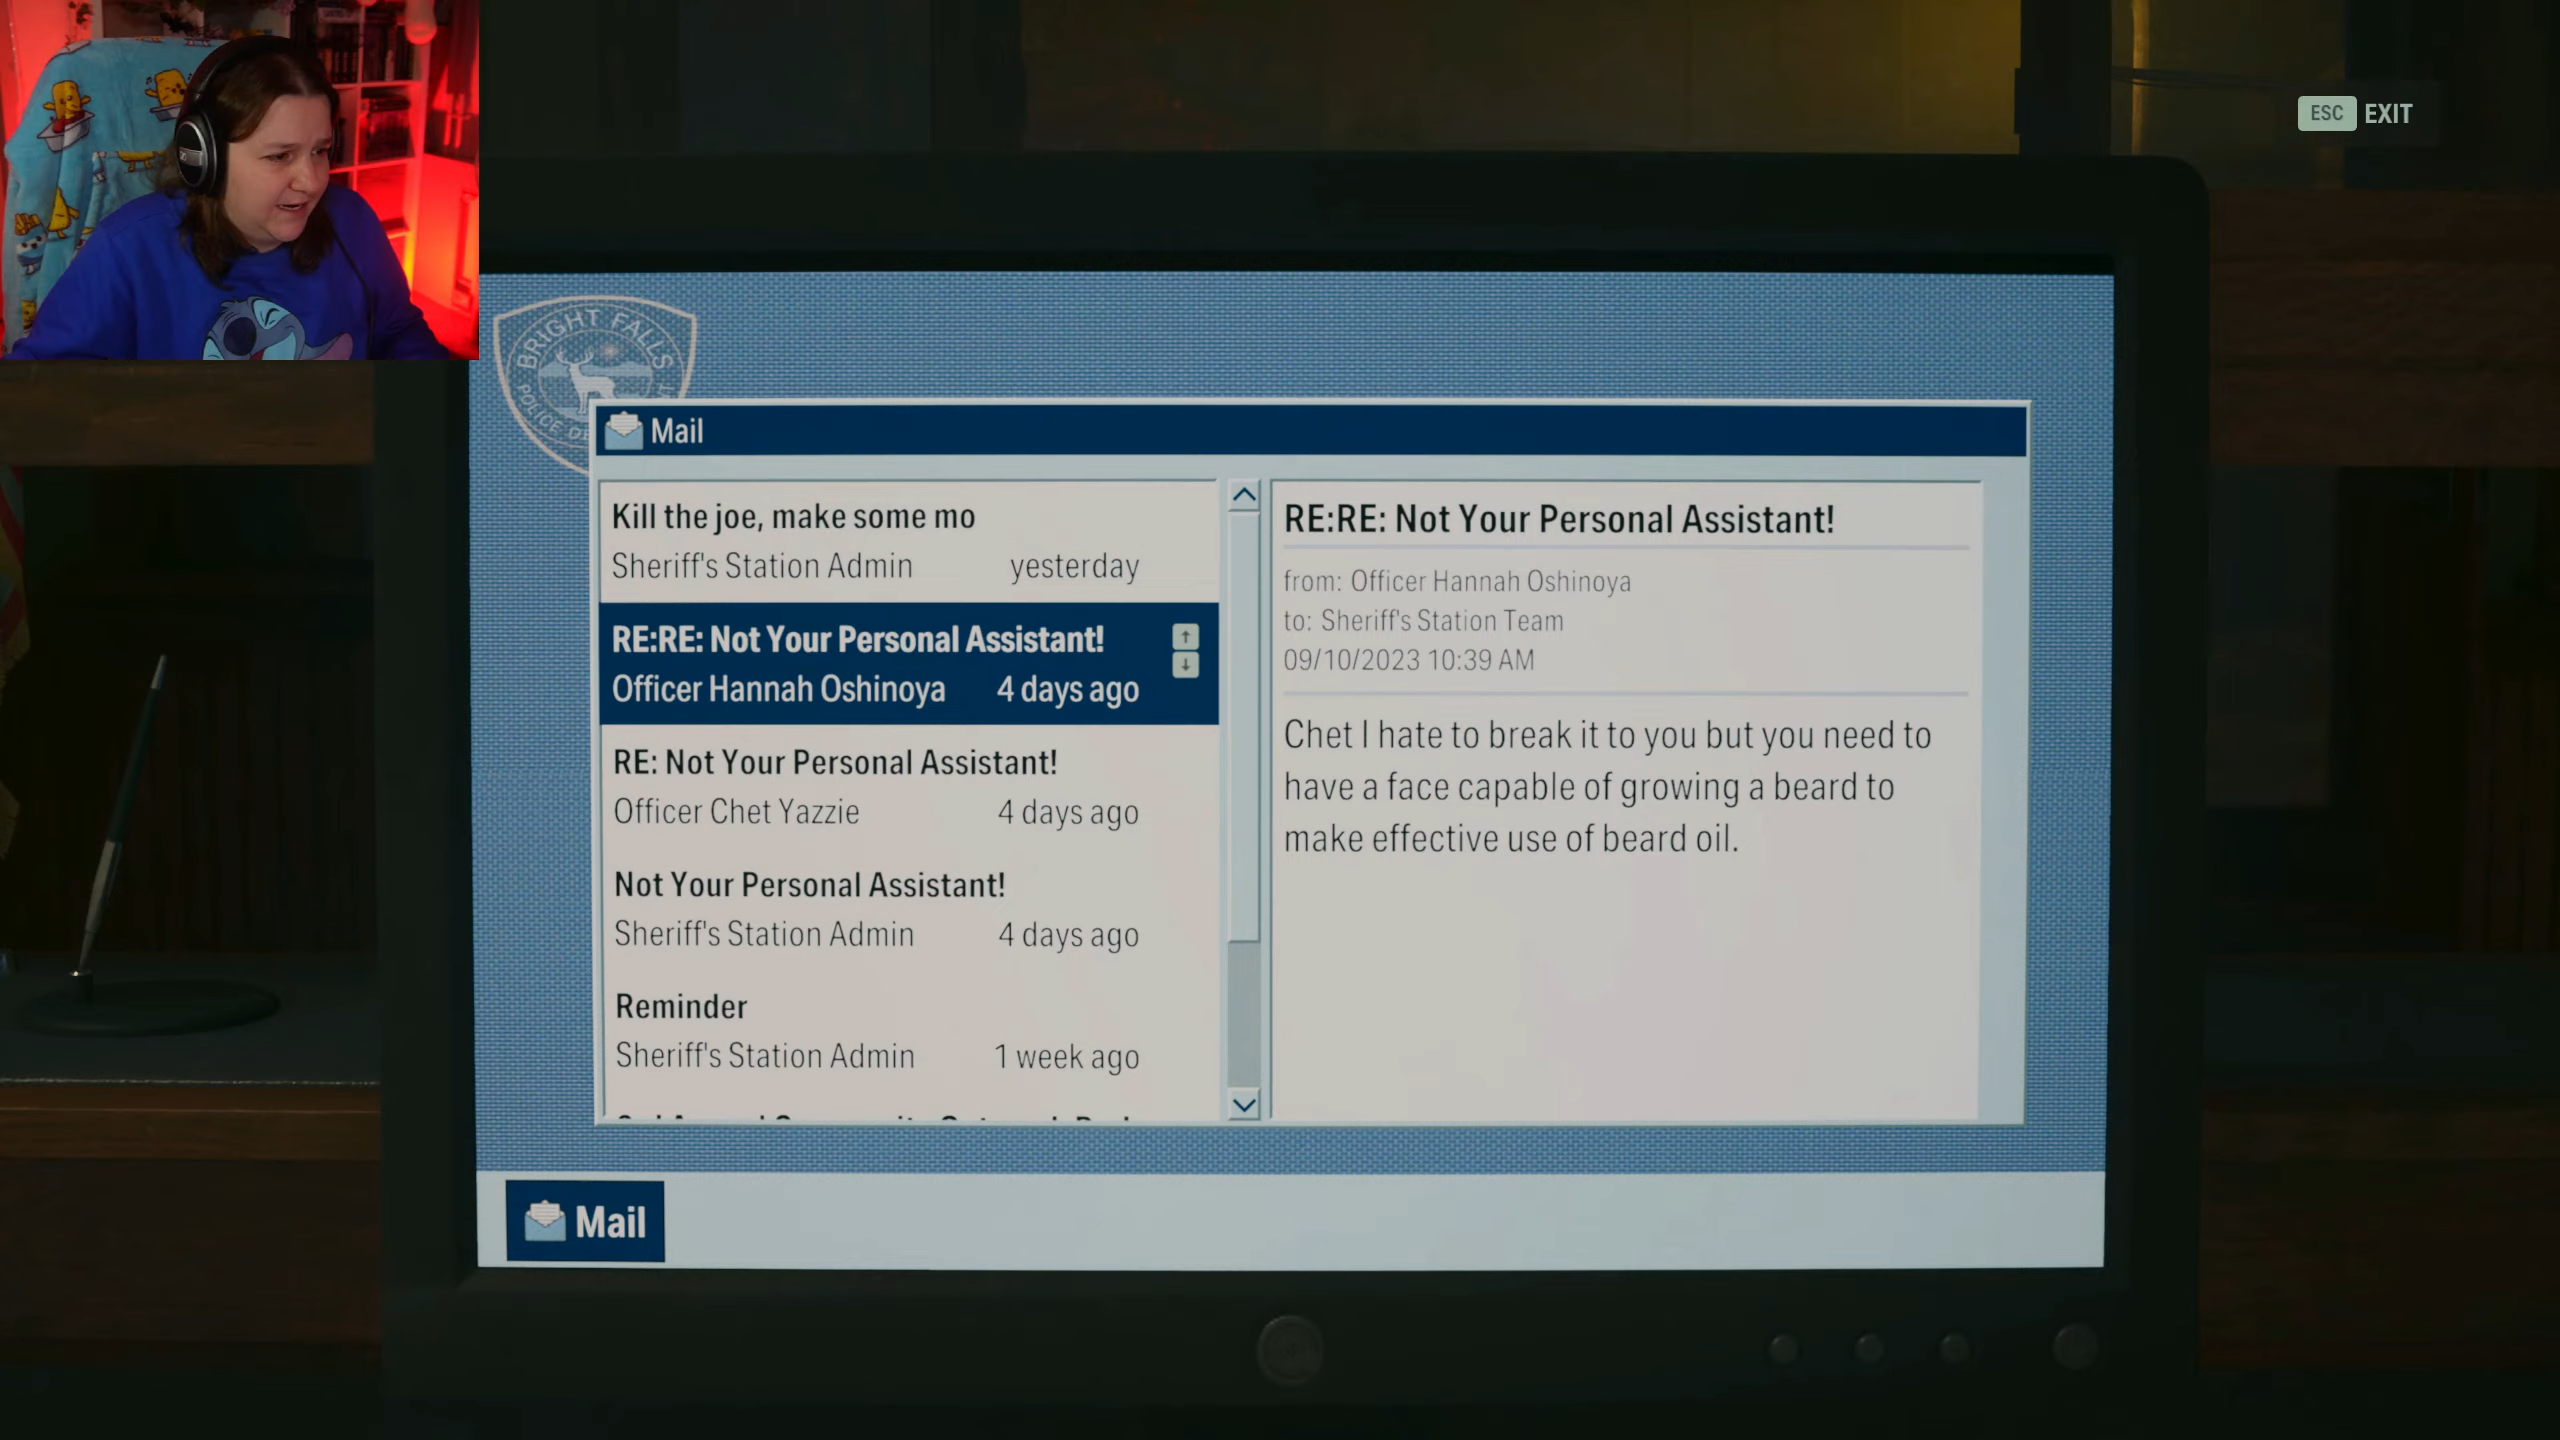 ESC EXIT
BRIGHT FALLS
POLICE
Mail
Kill the joe, make some mo
Sheriff's Station Admin yesterday
RE:RE: Not Your Personal Assistant!
Officer Hannah Oshinoya 4 days ago
RE: Not Your Personal Assistant!
Officer Chet Yazzie 4 days ago
Not Your Personal Assistant!
Sheriff's Station Admin 4 days ago
Reminder
Sheriff's Station Admin 1 week ago
RE:RE: Not Your Personal Assistant!
from: Officer Hannah Oshinoya
to: Sheriff's Station Team
09/10/2023 10:39 AM
Chet I hate to break it to you but you need to
have a face capable of growing a beard to
make effective use of beard oil.
Mail